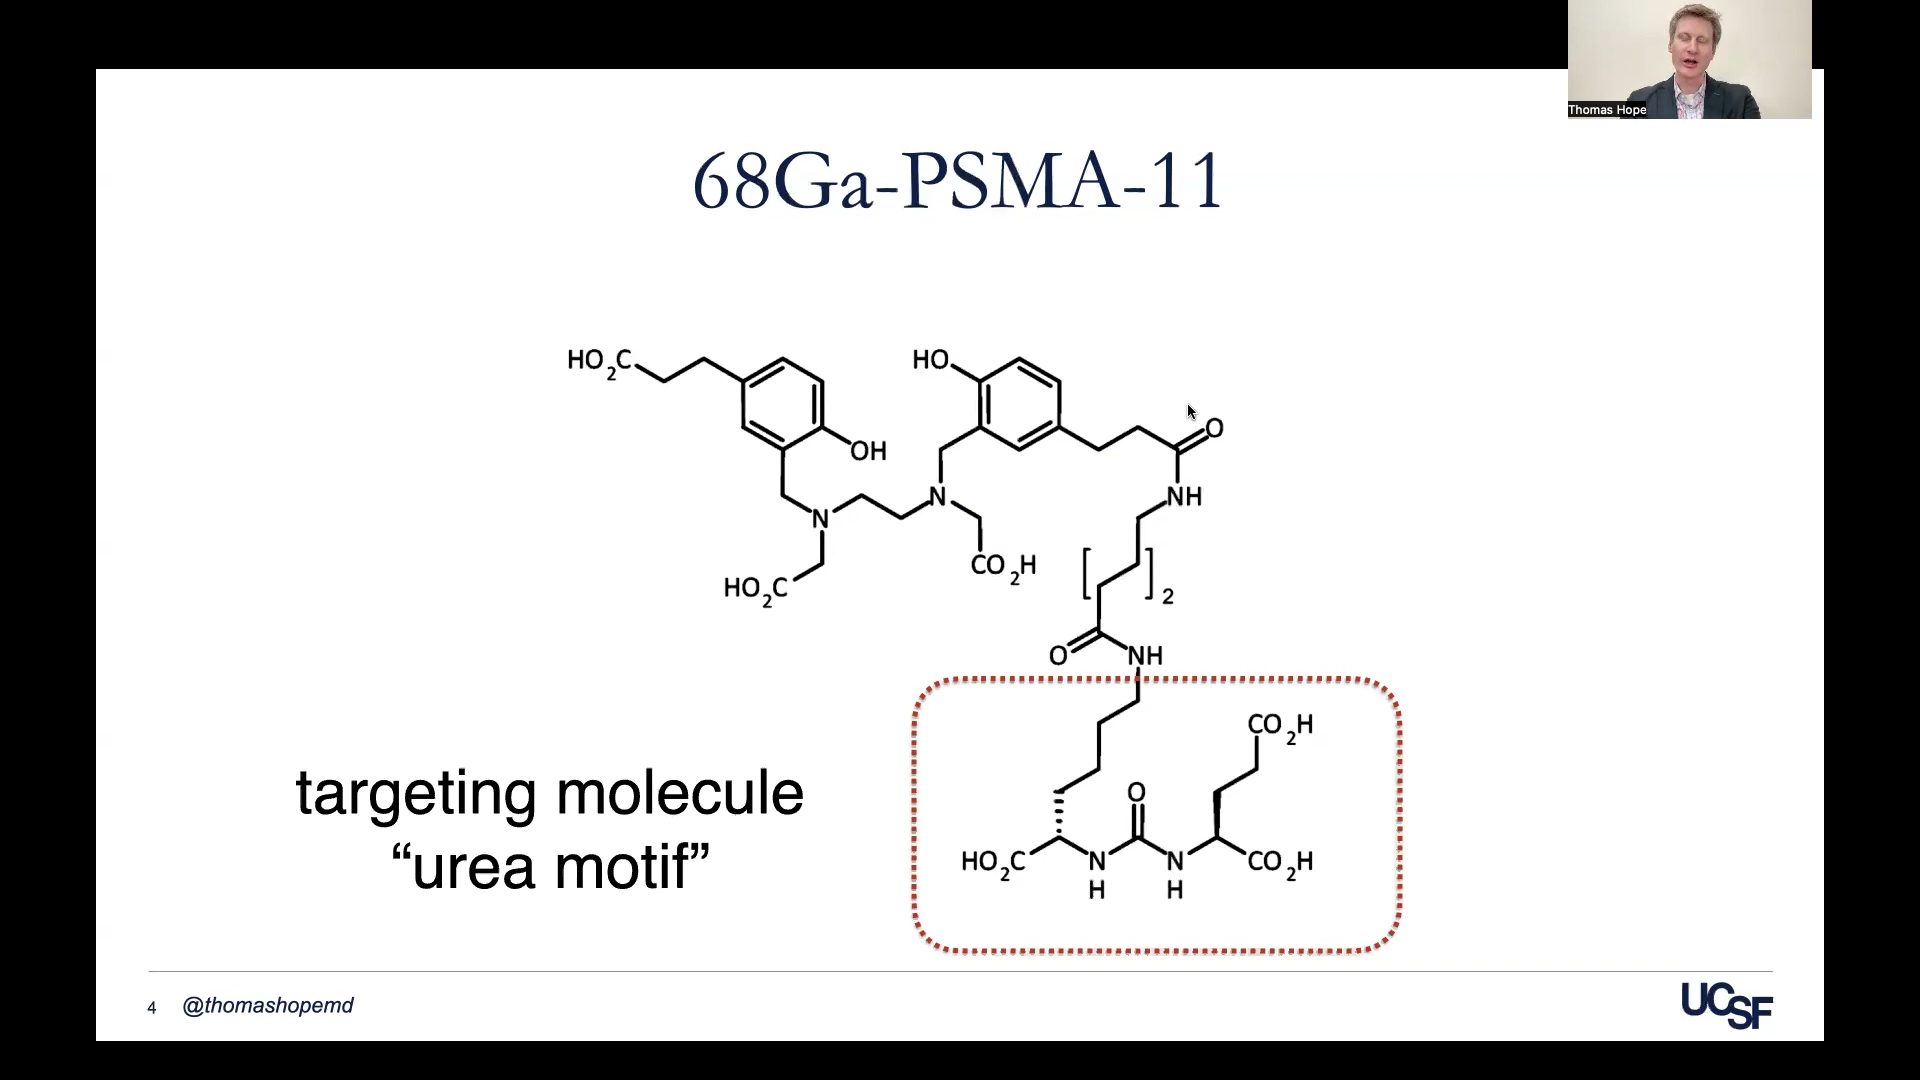 Thomas Hope
68Ga-PSMA-11
HO2C
HO
O
OH
N
N
NH
HO2C
CO2H
2
O
NH
CO2H
targeting molecule
“urea motif”
O
HO2C
N
H
N
H
CO2H
4 @thomashopemd
UCSF